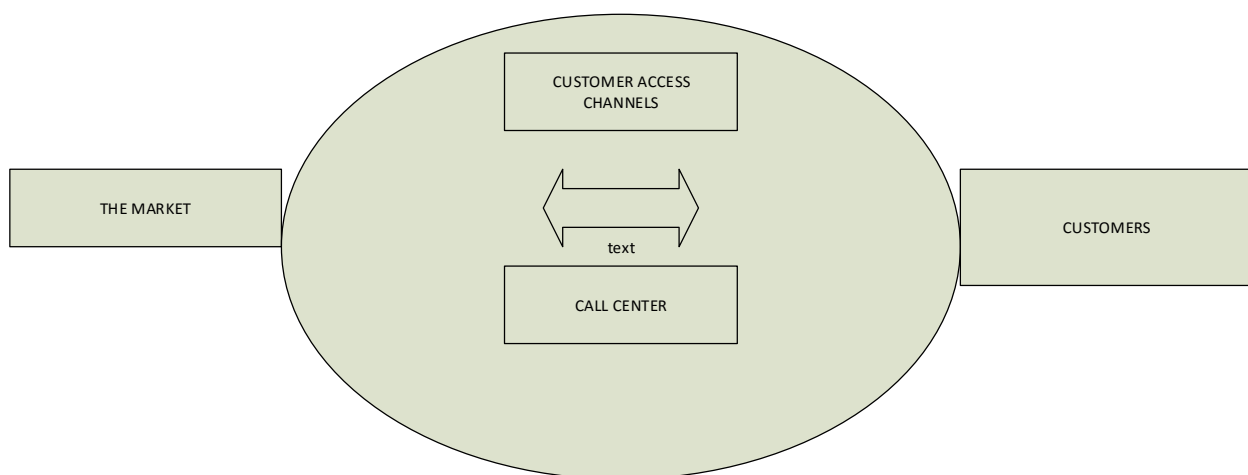 CUSTOMER ACCESS
CHANNELS
THE MARKET
CUSTOMERS
text
CALL CENTER